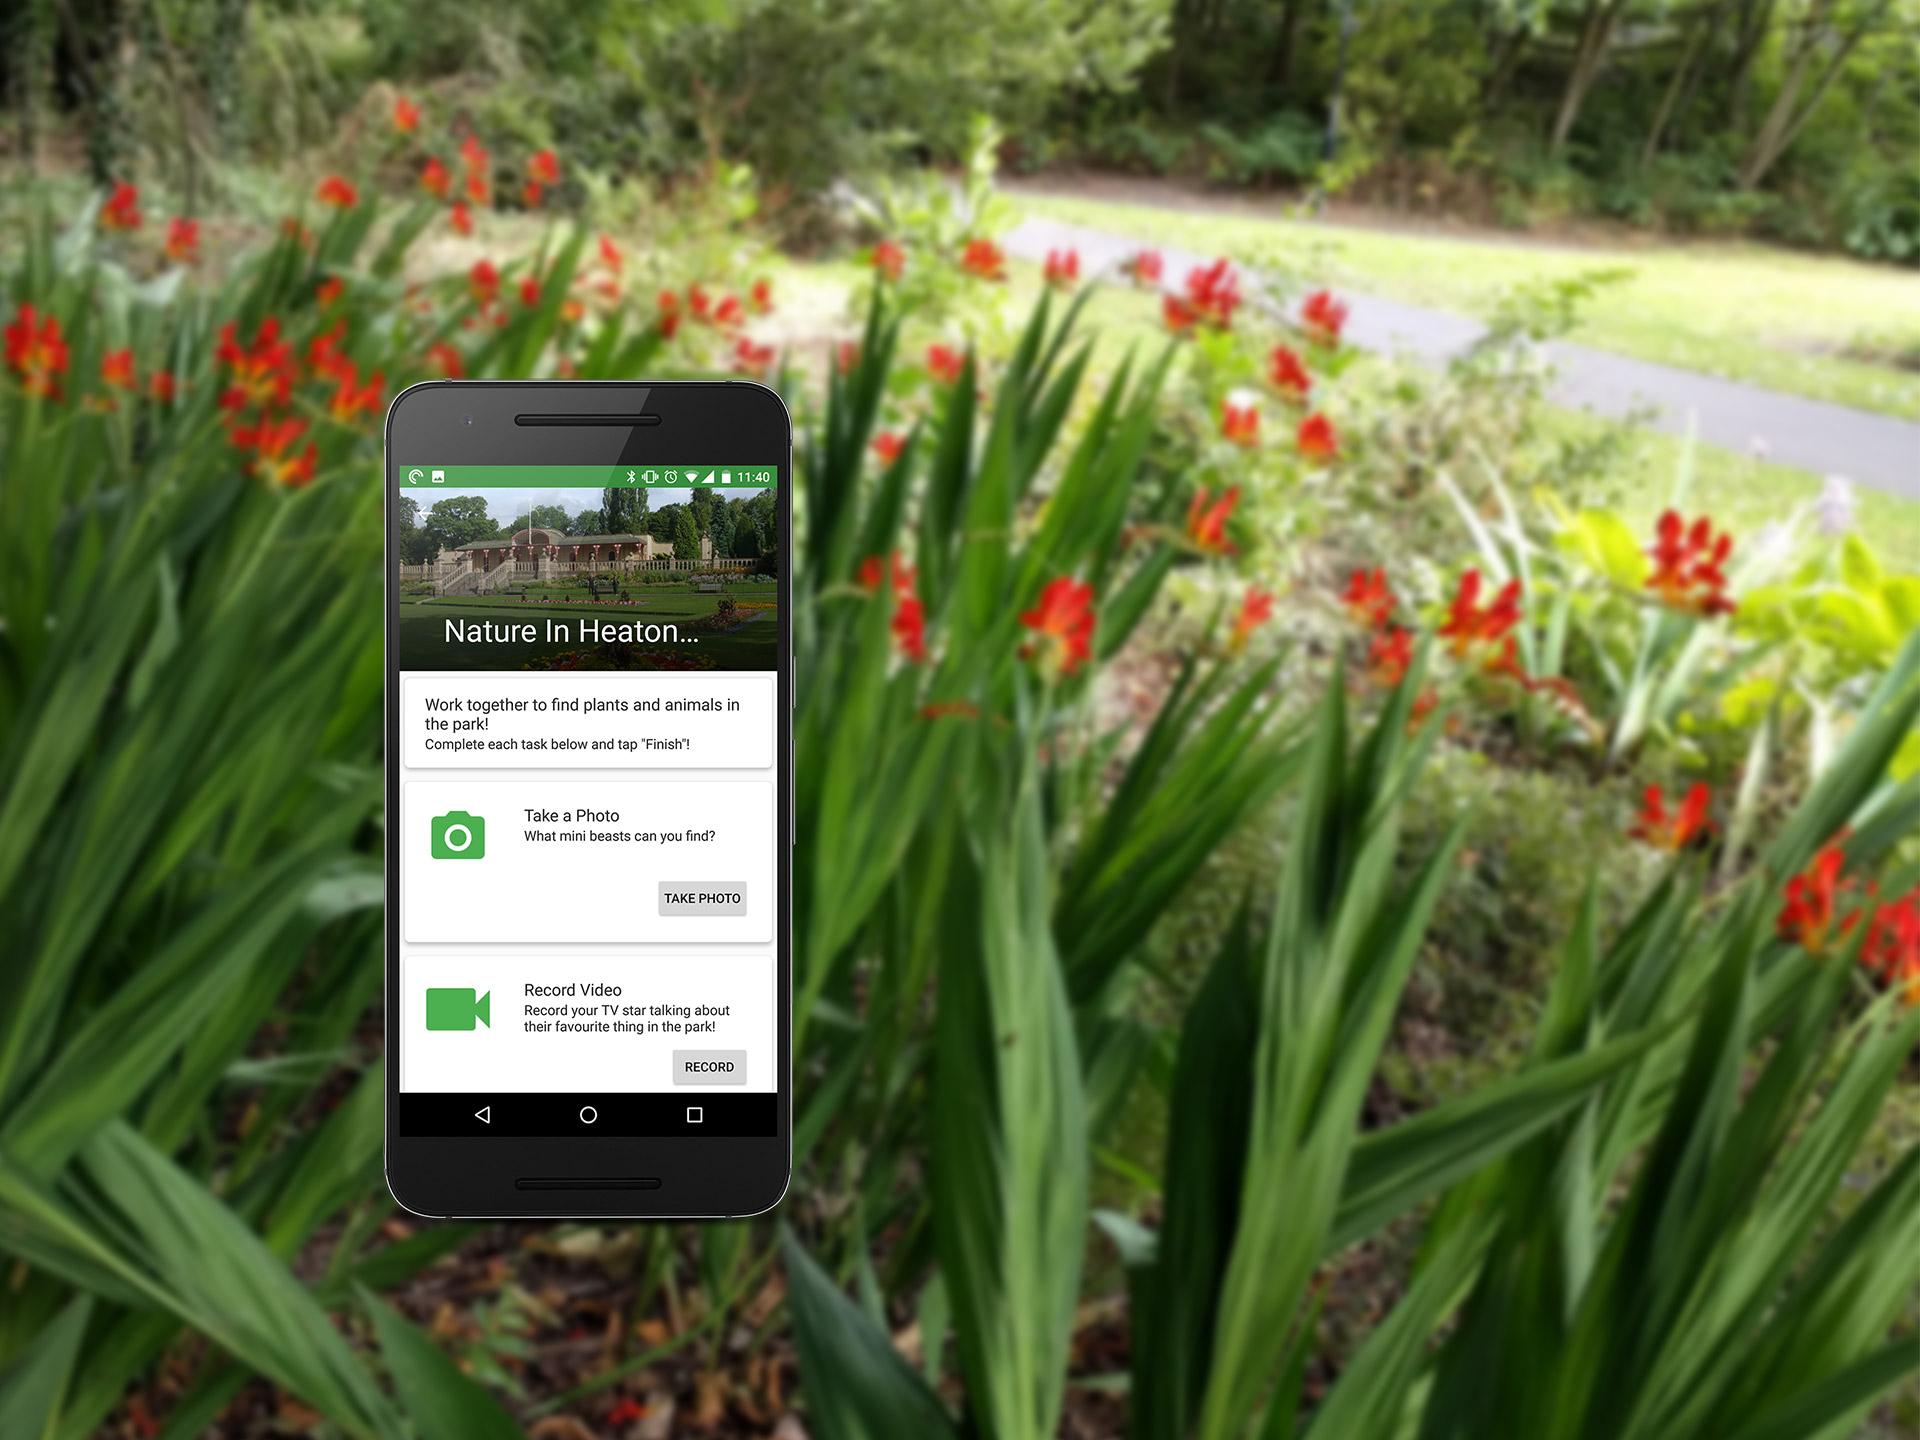 11:40
Nature In Heaton...
Work together to find plants and animals in
the park!
Complete each task below and tap "Finish"!
Take a Photo
What mini beasts can you find?
TAKE PHOTO
Record Video
Record your TV star talking about
their favourite thing in the park!
RECORD